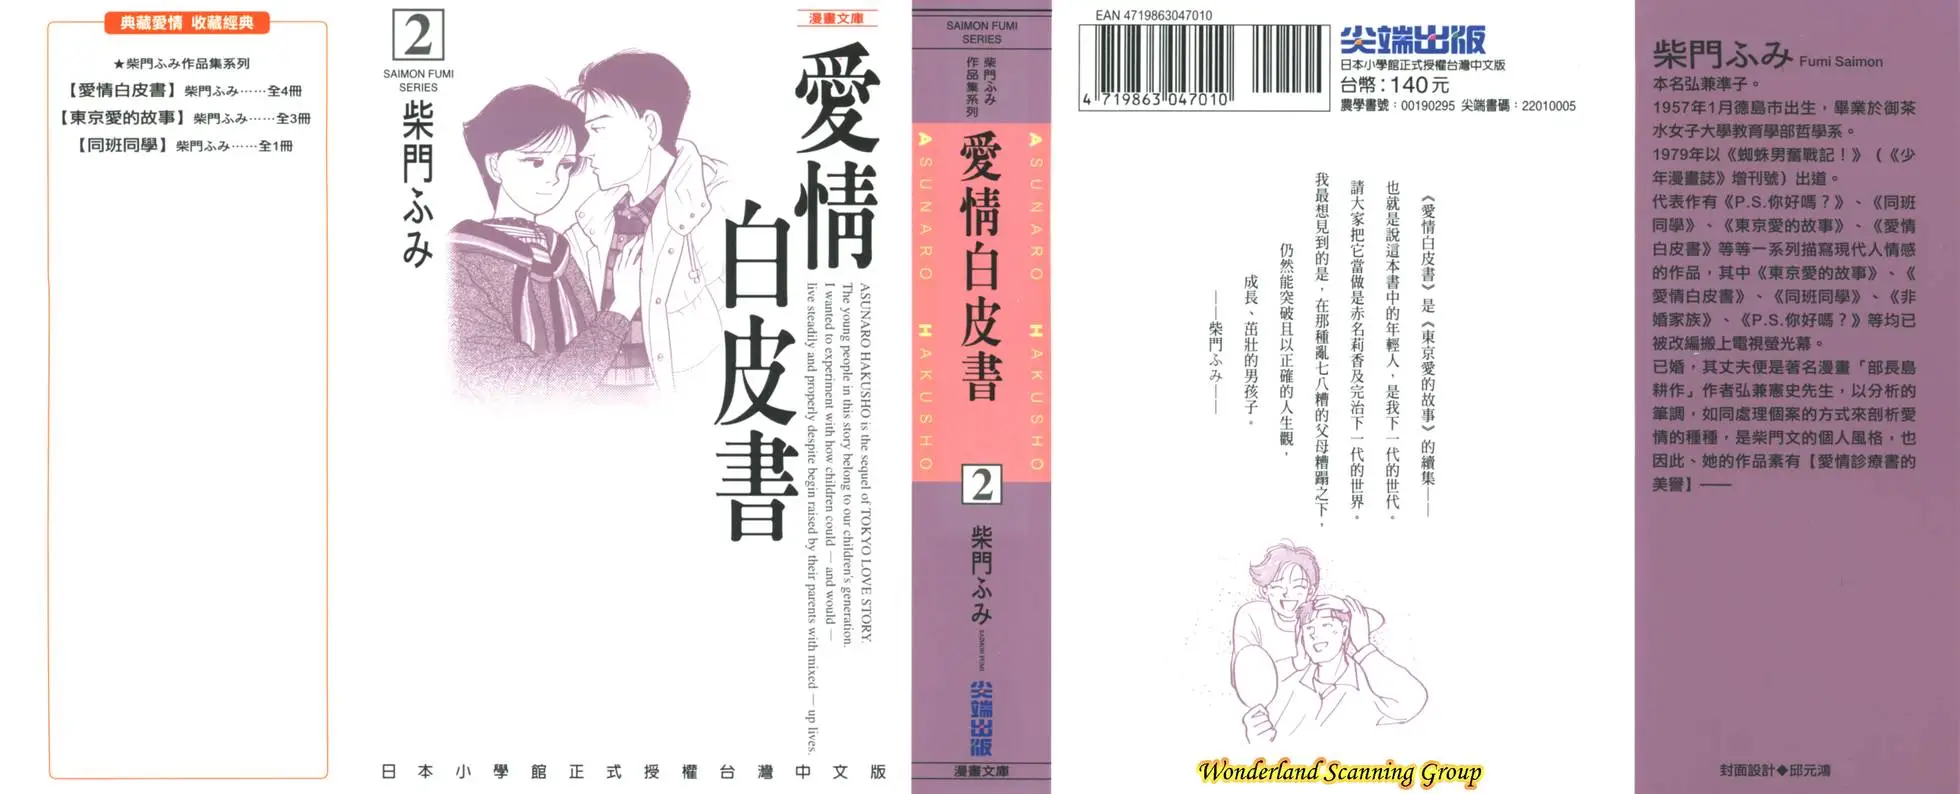 典藏愛情 收藏經典
★柴門ふみ作品集系列
【愛情白皮書】柴門ふみ……全4冊
【東京愛的故事】柴門ふみ……全3冊
【同班同學】柴門ふみ……全1冊
2
SAIMON FUMI
SERIES
柴門ふみ
漫畫文庫
愛情
白皮書
ASUNARO HAKUSHO is the sequel of TOKYO LOVE STORY.
The young people in this story belong to our children's generation.
I wanted to experiment with how children could — and would —
live steadily and properly despite begin raised by their parents with mixed — up lives.
日本小學館正式授權台灣中文版
SAIMON FUMI
SERIES
柴門ふみ
作品集系列
ASUNARO HAKUSHO
愛情白皮書
ASUNARO HAKUSHO
2
柴門ふみ
SAIMON FUMI
尖端出版
漫畫文庫
EAN 4719863047010
4 719863 047010
尖端出版
日本小學館正式授權台灣中文版
台幣：140元
農學書號：00190295 尖端書碼：22010005
《愛情白皮書》是《東京愛的故事》的續集——
也就是說這本書中的年輕人，是我下一代的世代。
請大家把它當做是赤名莉香及完治下一代的世界。
我最想見到的是，在那種亂七八糟的父母糟蹋之下，
仍然能突破且以正確的人生觀，
成長、茁壯的男孩子。
——柴門ふみ——
Wonderland Scanning Group
柴門ふみ Fumi Saimon
本名弘兼準子。
1957年1月德島市出生，畢業於御茶
水女子大學教育學部哲學系。
1979年以《蜘蛛男奮戰記！》（《少
年漫畫誌》增刊號）出道。
代表作有《P.S.你好嗎？》、《同班
同學》、《東京愛的故事》、《愛情
白皮書》等等一系列描寫現代人情感
的作品，其中《東京愛的故事》、《
愛情白皮書》、《同班同學》、《非
婚家族》、《P.S.你好嗎？》等均已
被改編搬上電視螢光幕。
已婚，其丈夫便是著名漫畫「部長島
耕作」作者弘兼憲史先生，以分析的
筆調，如同處理個案的方式來剖析愛
情的種種，是柴門文的個人風格，也
因此、她的作品素有【愛情診療書的
美譽】——
封面設計◆邱元鴻